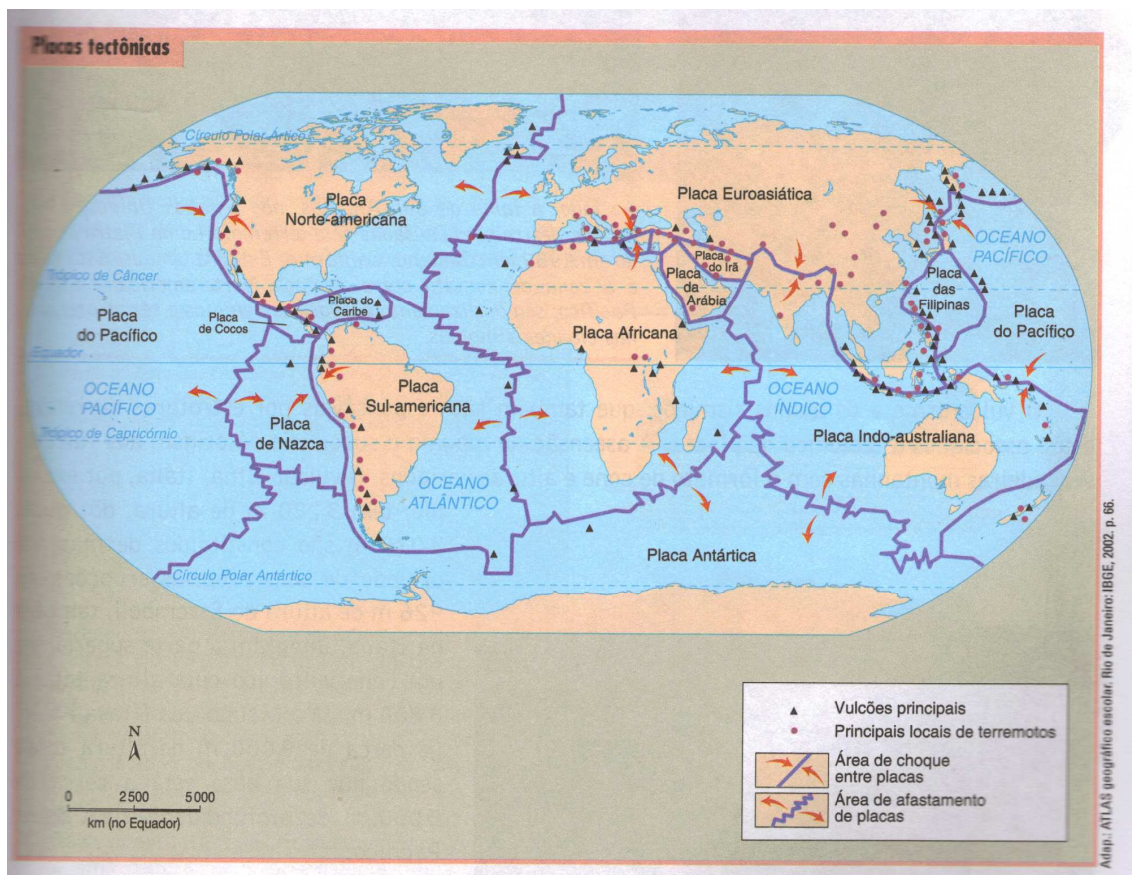 Placas tectônicas
Círculo Polar Ártico
Placa
Norte-americana
Placa Euroasiática
OCEANO
PACÍFICO
Trópico de Câncer
Placa
do Irã
Placa
da
Arábia
Placa
das
Filipinas
Placa
do Pacífico
Placa
de Cocos
Placa do
Caribe
Placa Africana
Placa
do Pacífico
Equador
OCEANO
PACÍFICO
Placa
Sul-americana
OCEANO
ÍNDICO
Placa
de Nazca
Trópico de Capricórnio
Placa Indo-australiana
OCEANO
ATLÂNTICO
Placa Antártica
Círculo Polar Antártico
N
0 2500 5000
km (no Equador)
Vulcões principais
Principais locais de terremotos
Área de choque
entre placas
Área de afastamento
de placas
Adap.: ATLAS geográfico escolar. Rio de Janeiro: IBGE, 2002. p. 66.